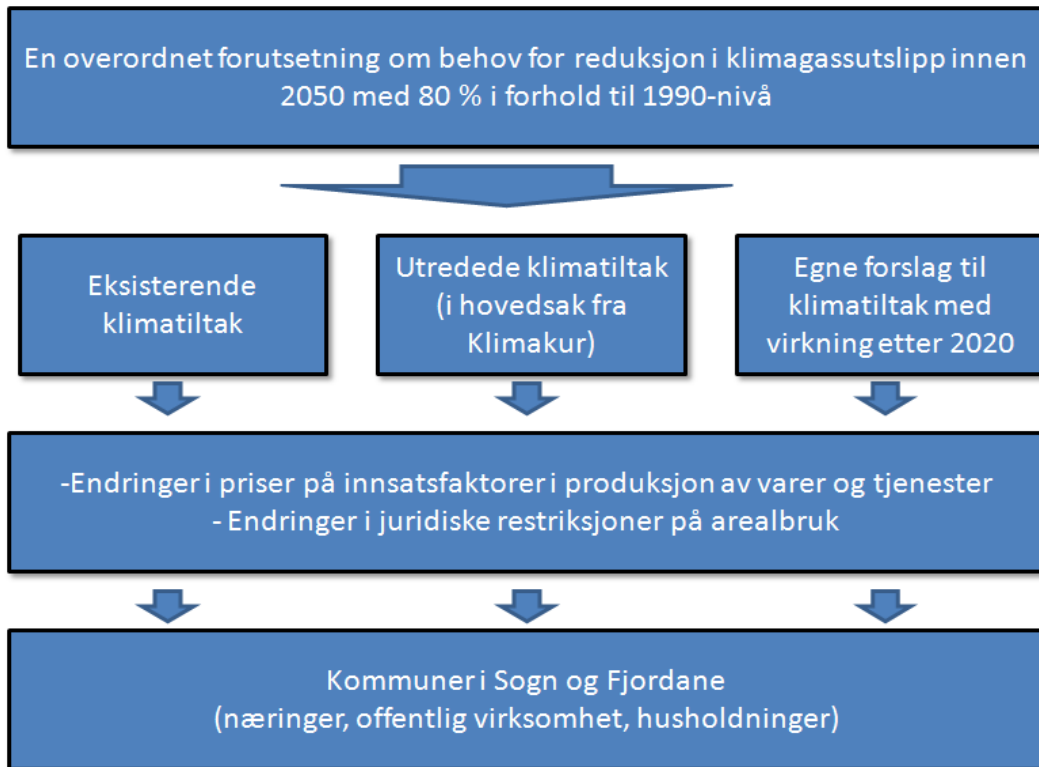 En overordnet forutsetning om behov for reduksjon i klimagassutslipp innen
2050 med 80 % i forhold til 1990-nivå
Eksisterende
klimatiltak
Utredede klimatiltak
(i hovedsak fra
Klimakur)
Egne forslag til
klimatiltak med
virkning etter 2020
-Endringer i priser på innsatsfaktorer i produksjon av varer og tjenester
- Endringer i juridiske restriksjoner på arealbruk
Kommuner i Sogn og Fjordane
(næringer, offentlig virksomhet, husholdninger)